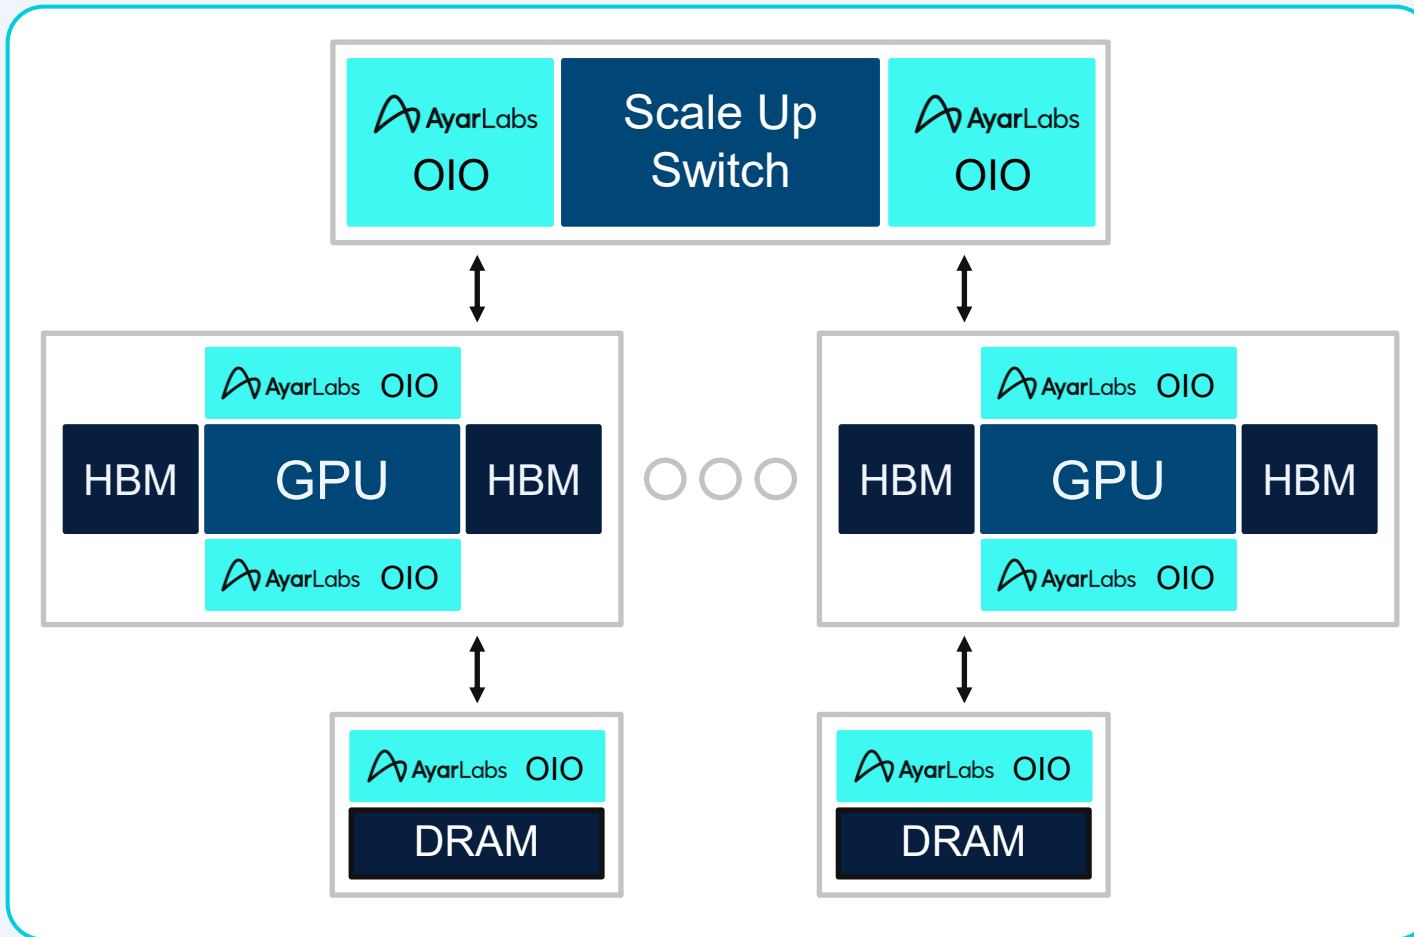 AyarLabs
OIO
Scale Up
Switch
AyarLabs
OIO
AyarLabs OIO
HBM
GPU
HBM
AyarLabs OIO
AyarLabs OIO
HBM
GPU
HBM
AyarLabs OIO
AyarLabs OIO
DRAM
AyarLabs OIO
DRAM